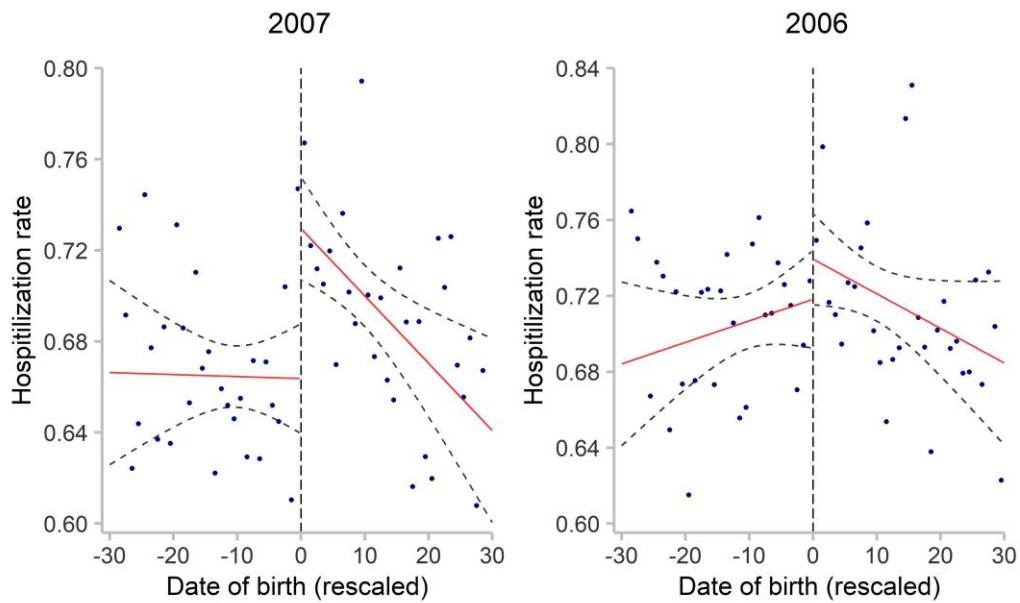 2007
0.80
0.76
0.72
0.68
0.64
0.60
Hospitilization rate
-30 -20 -10 0 10 20 30
Date of birth (rescaled)
2006
0.84
0.80
0.76
0.72
0.68
0.64
0.60
Hospitilization rate
-30 -20 -10 0 10 20 30
Date of birth (rescaled)